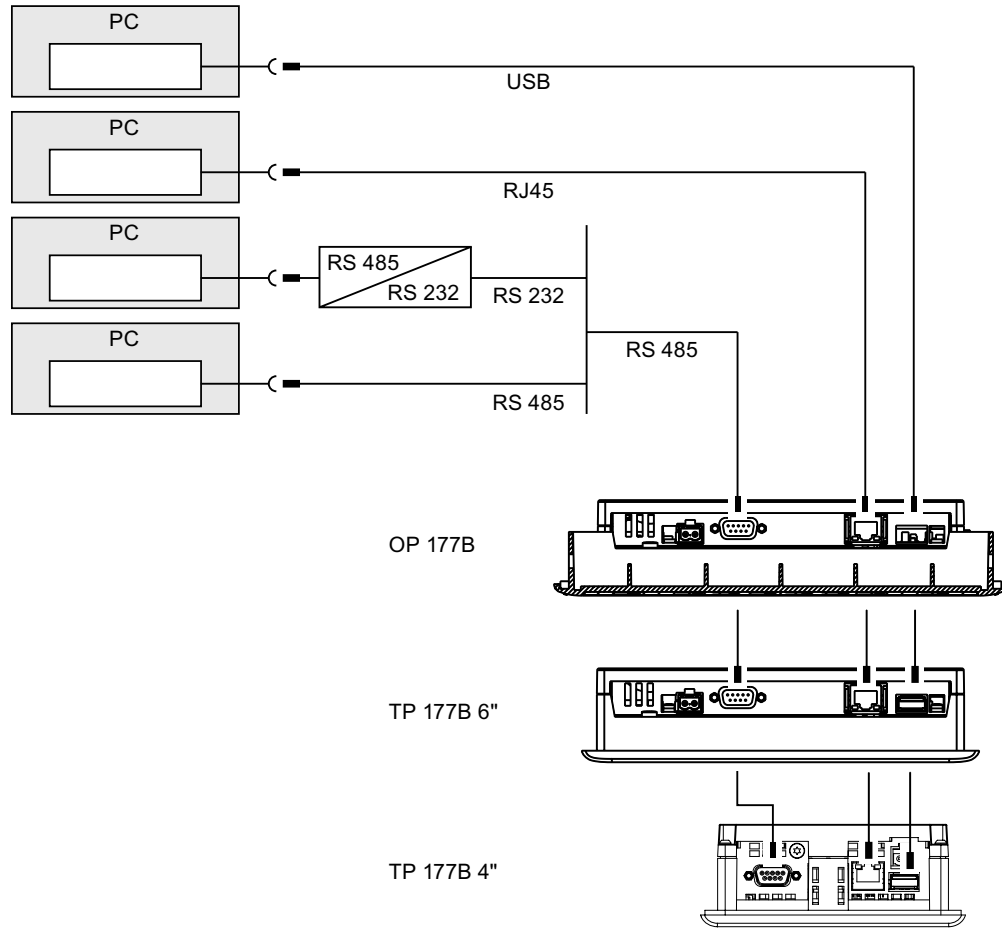 PC
USB
PC
RJ45
PC
RS 485
RS 232
RS 232
RS 485
PC
RS 485
OP 177B
TP 177B 6"
TP 177B 4"